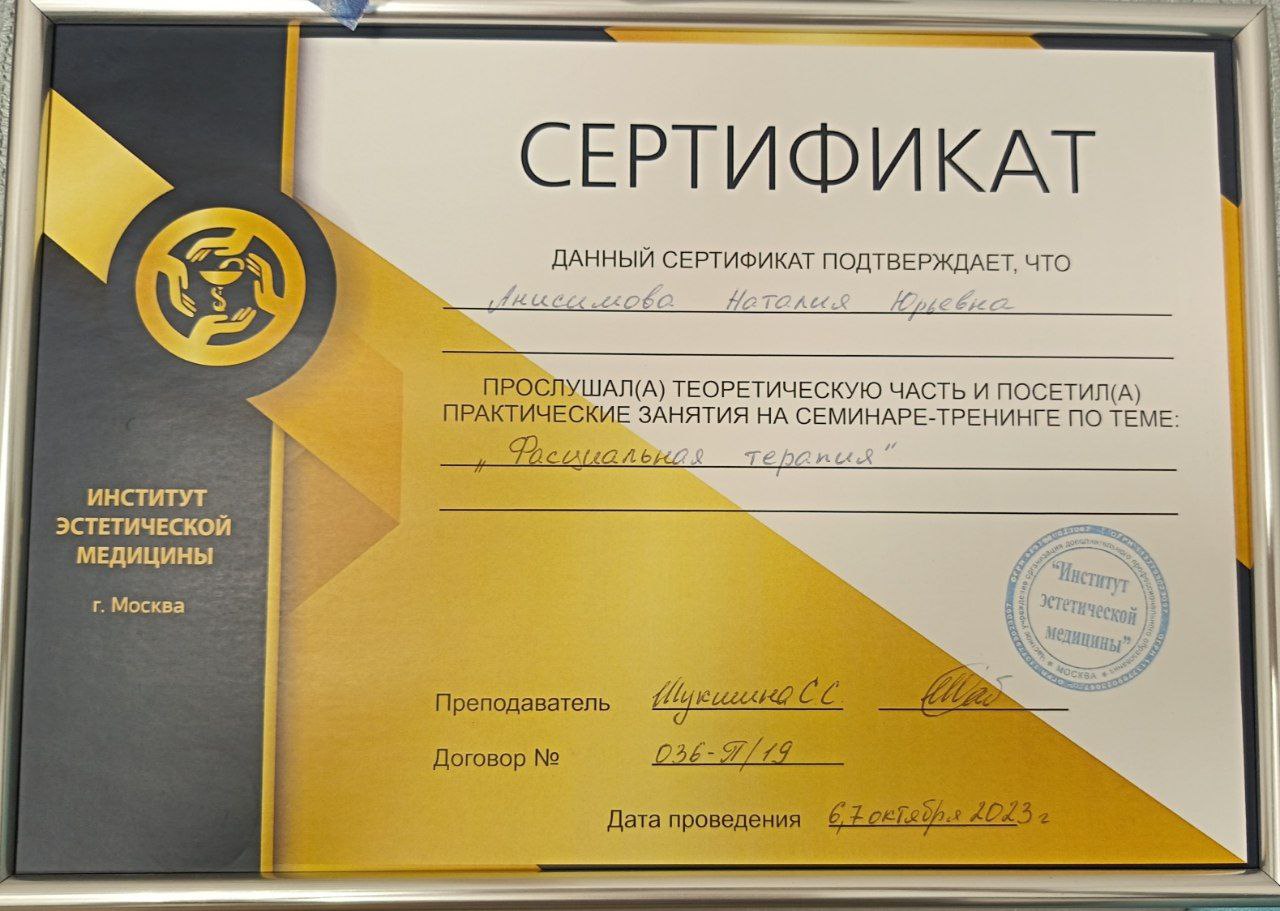 СЕРТИФИКАТ
ДАННЫЙ СЕРТИФИКАТ ПОДТВЕРЖДАЕТ, ЧТО
Анисимова Наталия Юрьевна
ПРОСЛУШАЛ(А) ТЕОРЕТИЧЕСКУЮ ЧАСТЬ И ПОСЕТИЛ(А)
ПРАКТИЧЕСКИЕ ЗАНЯТИЯ НА СЕМИНАРЕ-ТРЕНИНГЕ ПО ТЕМЕ:
„Фасциальная терапия"
ИНСТИТУТ
ЭСТЕТИЧЕСКОЙ
МЕДИЦИНЫ
г. Москва
"Институт
эстетической
медицины"
МОСКВА
Преподаватель Шукшина С С.
Договор № 036-П/19
Дата проведения 6,7 октября 2023 г